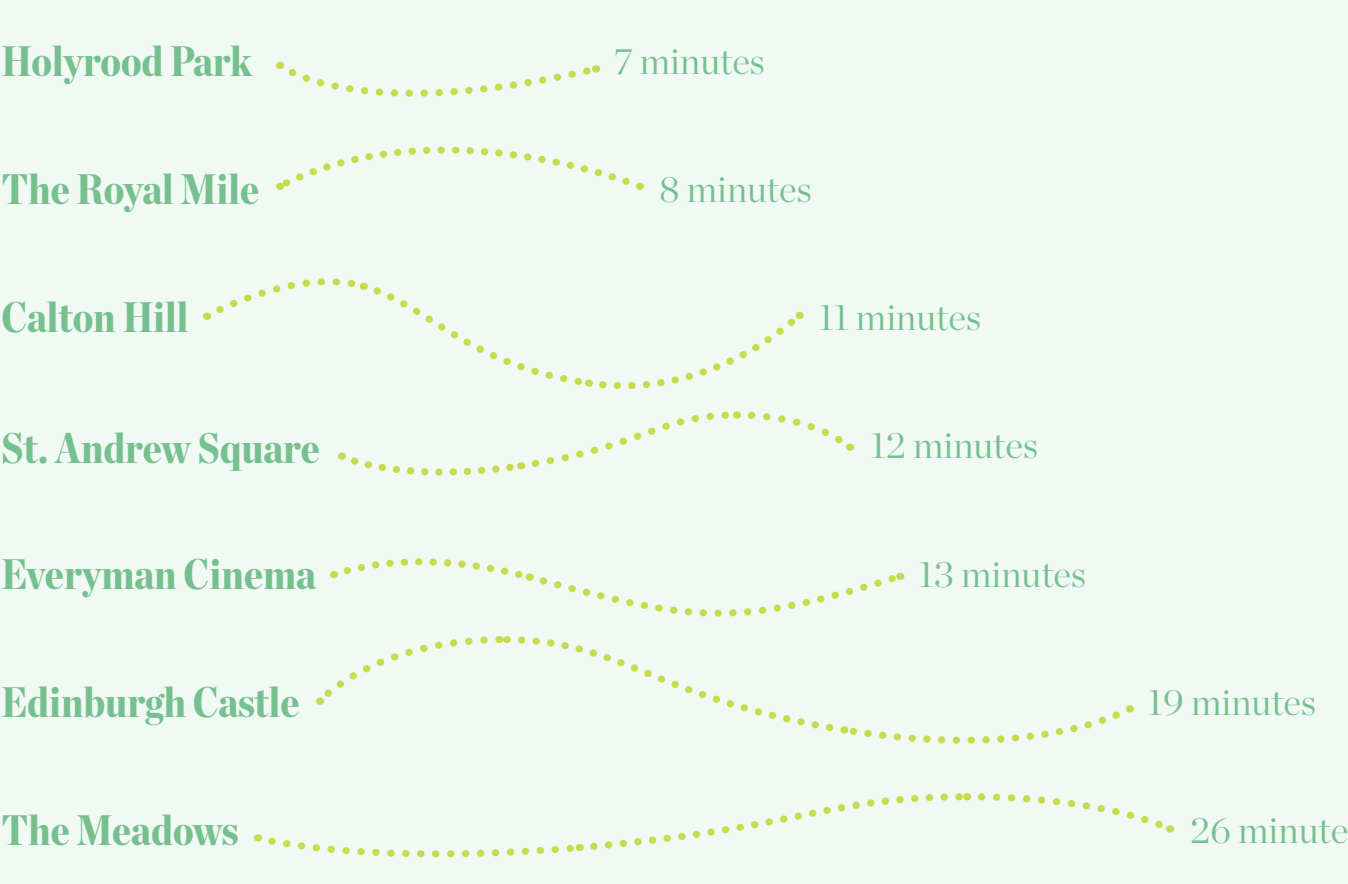 Holyrood Park 7 minutes
The Royal Mile 8 minutes
Calton Hill 11 minutes
St. Andrew Square 12 minutes
Everyman Cinema 13 minutes
Edinburgh Castle 19 minutes
The Meadows 26 minute